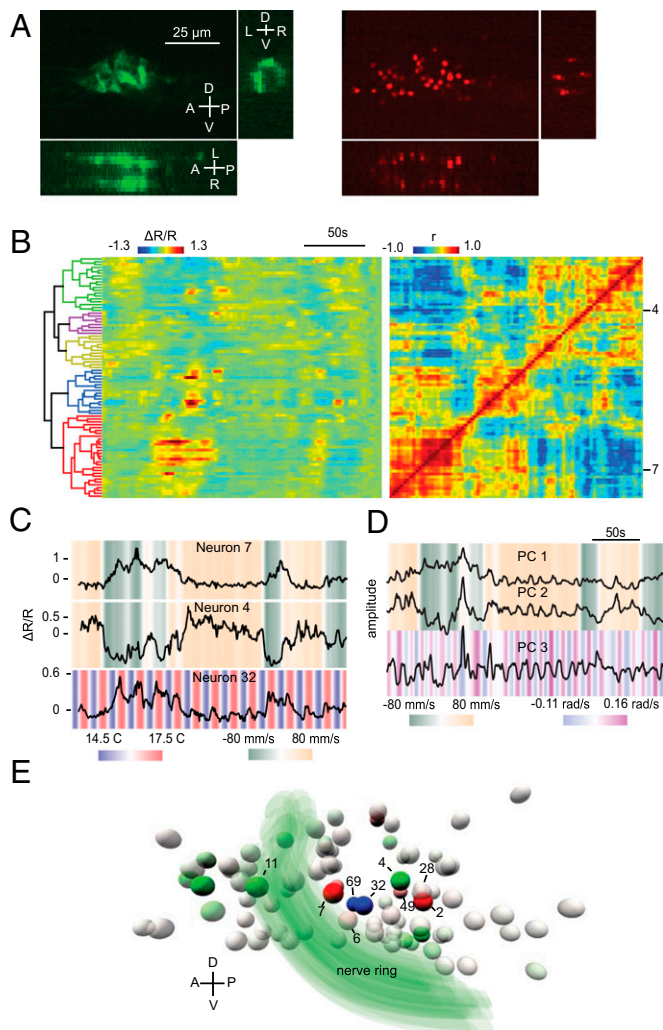 A
25 µm
D
L R
V
D
A P
V
L
A P
R
B
ΔR/R
-1.3 1.3
50s
r
-1.0 1.0
4
7
C
Neuron 7
1
0
Neuron 4
0.5
0
ΔR/R
Neuron 32
0.6
0
14.5 C 17.5 C -80 mm/s 80 mm/s
D
50s
PC 1
PC 2
amplitude
PC 3
-80 mm/s 80 mm/s -0.11 rad/s 0.16 rad/s
E
11
4
28
69
32
7
49
2
6
nerve ring
D
A P
V